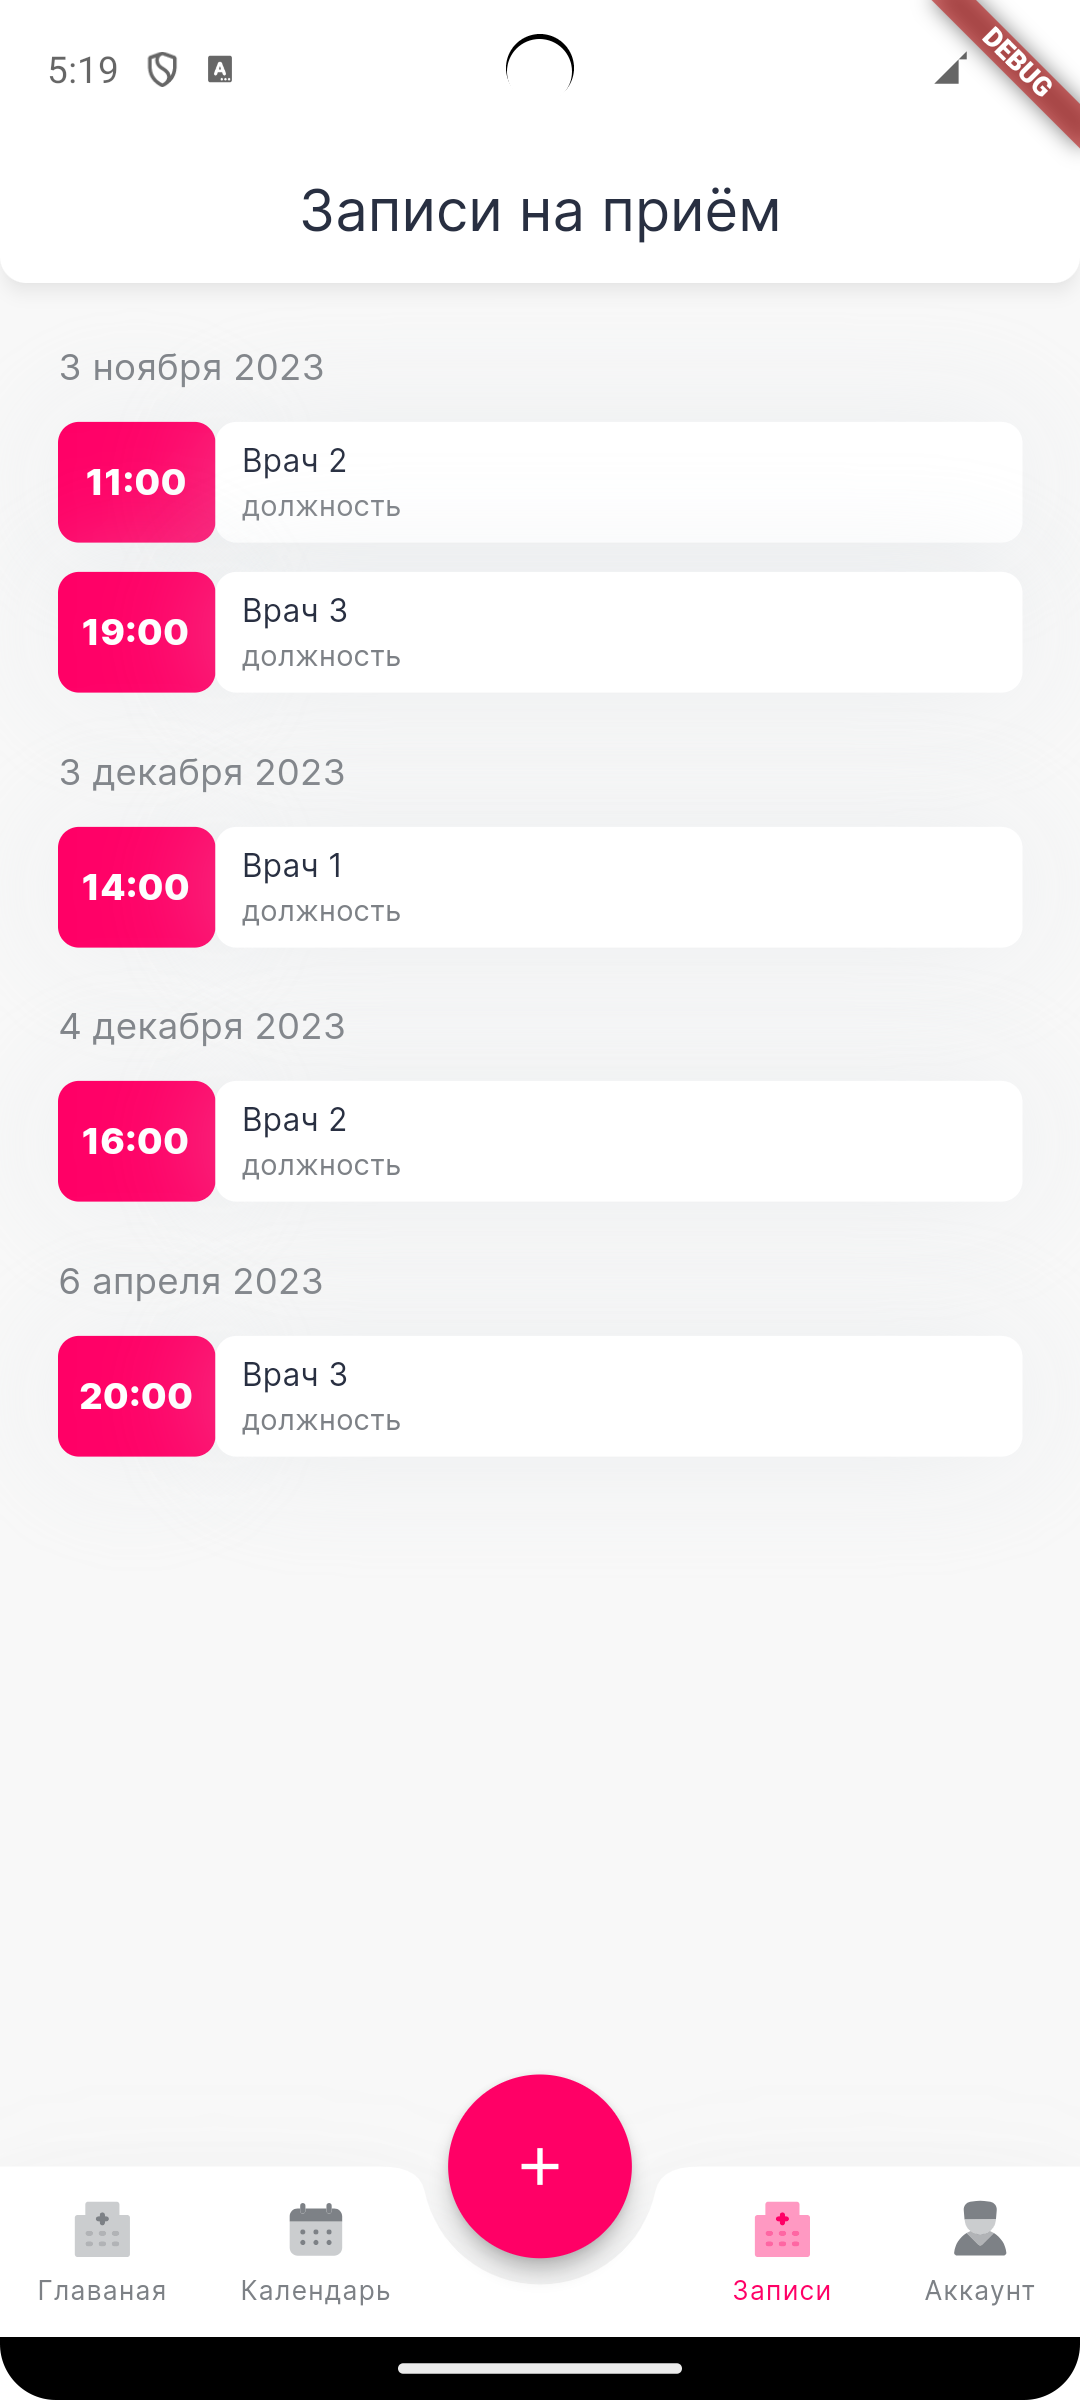 5:19
DEBUG
Записи на приём
3 ноября 2023
11:00
Врач 2
должность
19:00
Врач 3
должность
3 декабря 2023
14:00
Врач 1
должность
4 декабря 2023
16:00
Врач 2
должность
6 апреля 2023
20:00
Врач 3
должность
Главаная
Календарь
Записи
Аккаунт